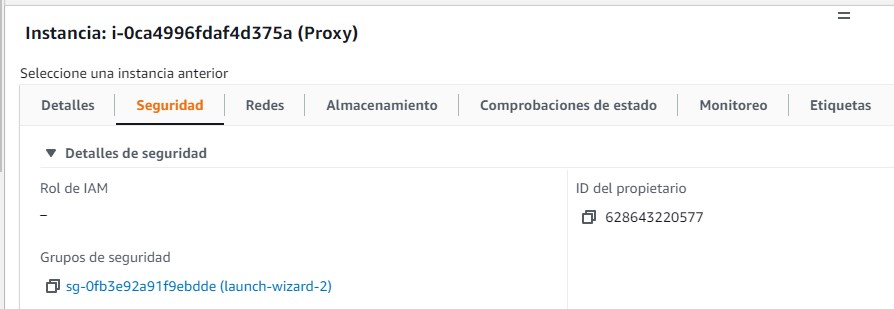 Instancia: i-0ca4996fdaf4d375a (Proxy)
Seleccione una instancia anterior
Detalles Seguridad Redes Almacenamiento Comprobaciones de estado Monitoreo Etiquetas
Detalles de seguridad
Rol de IAM
–
ID del propietario
628643220577
Grupos de seguridad
sg-0fb3e92a91f9ebdde (launch-wizard-2)